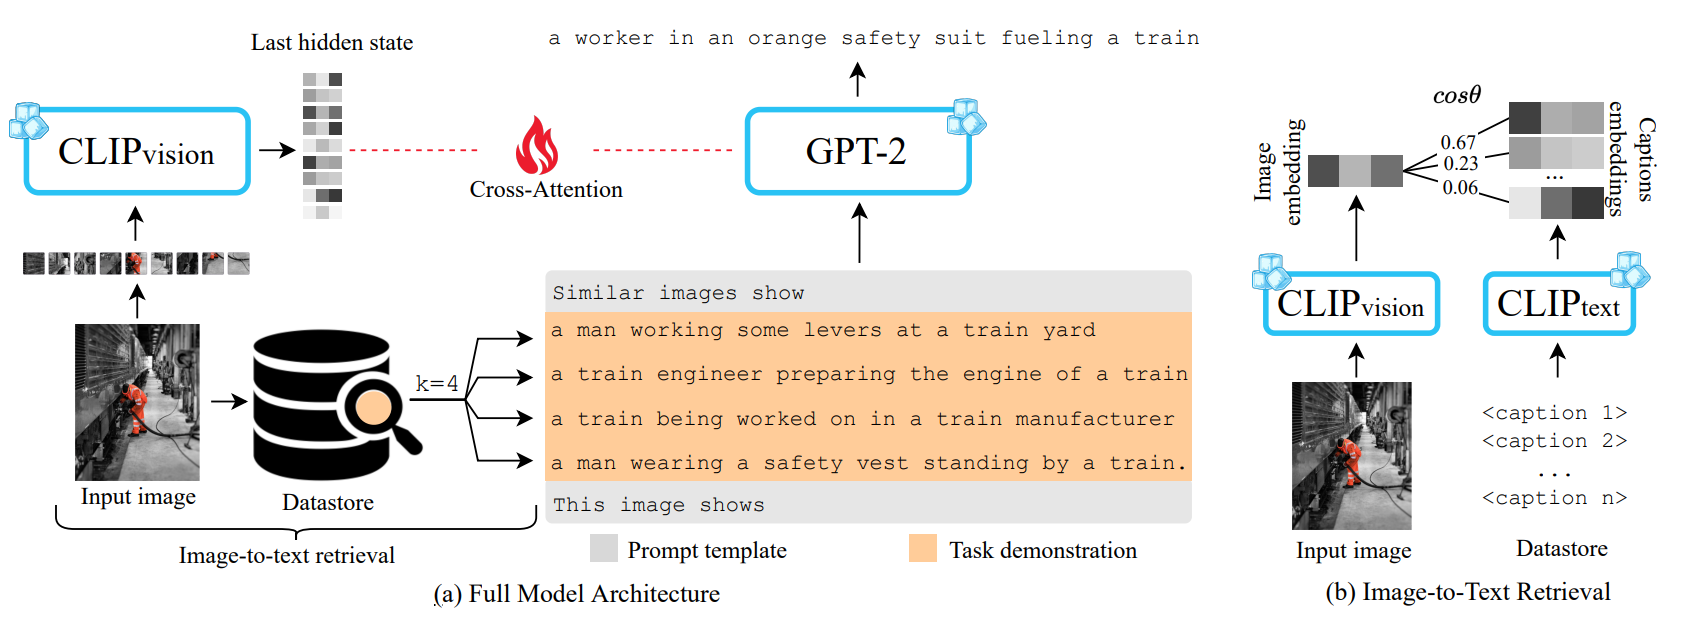 Last hidden state
a worker in an orange safety suit fueling a train
CLIPvision
Cross-Attention
GPT-2
Similar images show
a man working some levers at a train yard
a train engineer preparing the engine of a train
a train being worked on in a train manufacturer
a man wearing a safety vest standing by a train.
This image shows
k=4
Input image
Datastore
Image-to-text retrieval
Prompt template
Task demonstration
(a) Full Model Architecture
cosθ
Image
embedding
0.67
0.23
...
0.06
Captions
embeddings
CLIPvision
CLIPtext
<caption 1>
<caption 2>
...
<caption n>
Input image
Datastore
(b) Image-to-Text Retrieval